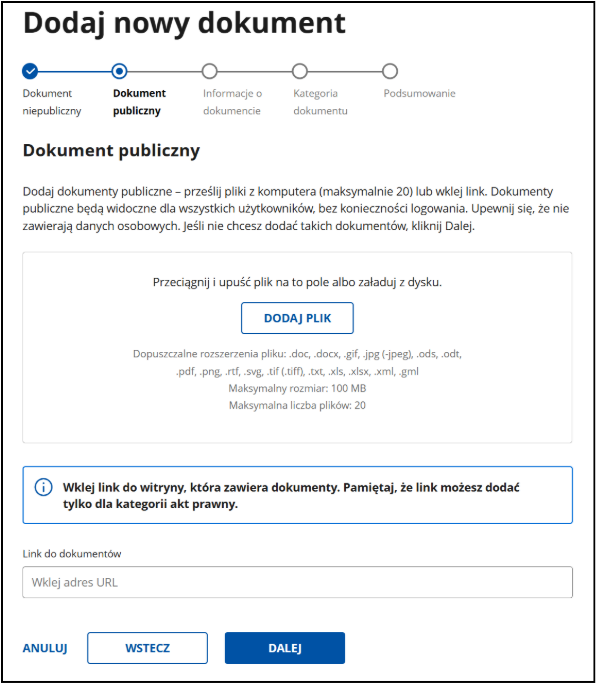 Dodaj nowy dokument
Dokument niepubliczny
Dokument publiczny
Informacje o dokumencie
Kategoria dokumentu
Podsumowanie
Dokument publiczny
Dodaj dokumenty publiczne – prześlij pliki z komputera (maksymalnie 20) lub wklej link. Dokumenty
publiczne będą widoczne dla wszystkich użytkowników, bez konieczności logowania. Upewnij się, że nie
zawierają danych osobowych. Jeśli nie chcesz dodać takich dokumentów, kliknij Dalej.
Przeciągnij i upuść plik na to pole albo załaduj z dysku.
DODAJ PLIK
Dopuszczalne rozszerzenia pliku: .doc, .docx, .gif, .jpg (-jpeg), .ods, .odt,
.pdf, .png, .rtf, .svg, .tif (.tiff), .txt, .xls, .xlsx, .xml, .gml
Maksymalny rozmiar: 100 MB
Maksymalna liczba plików: 20
Wklej link do witryny, która zawiera dokumenty. Pamiętaj, że link możesz dodać
tylko dla kategorii akt prawny.
Link do dokumentów
Wklej adres URL
ANULUJ
WSTECZ
DALEJ